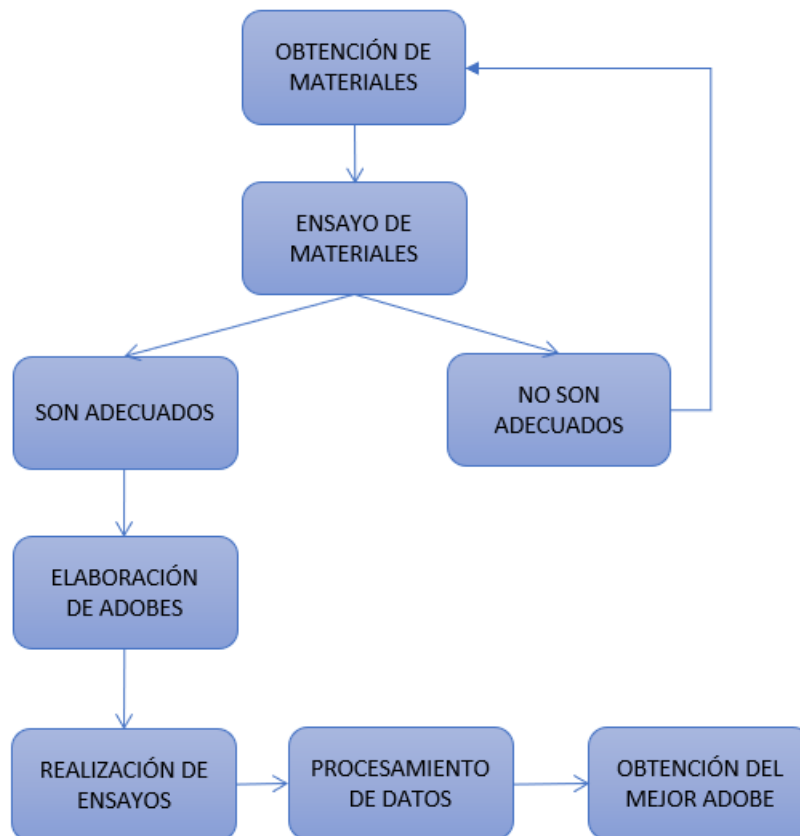 OBTENCIÓN DE
MATERIALES
ENSAYO DE
MATERIALES
SON ADECUADOS
NO SON
ADECUADOS
ELABORACIÓN
DE ADOBES
REALIZACIÓN DE
ENSAYOS
PROCESAMIENTO
DE DATOS
OBTENCIÓN DEL
MEJOR ADOBE